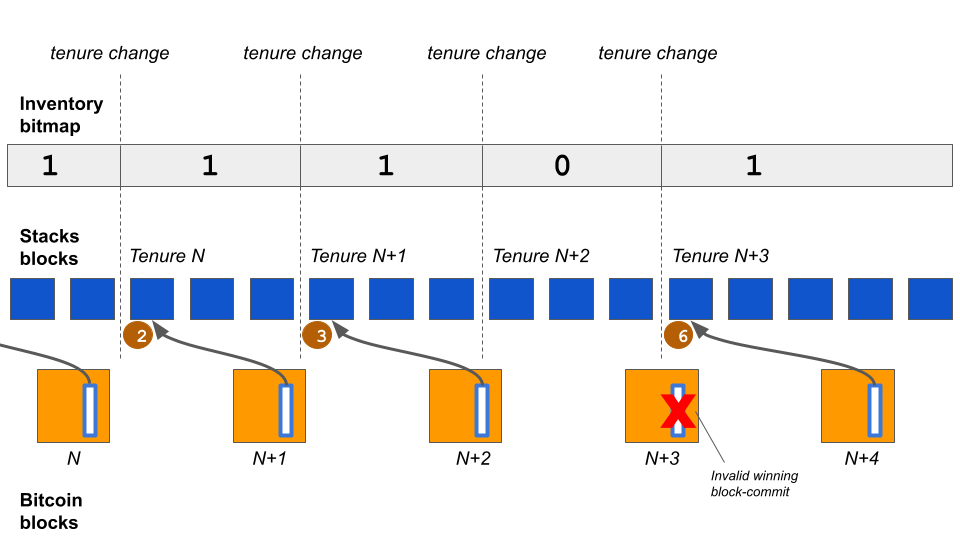 tenure change tenure change tenure change tenure change
Inventory
bitmap
1 1 1 0 1
Stacks
blocks
Tenure N Tenure N+1 Tenure N+2 Tenure N+3
2 3 6
X
N N+1 N+2 N+3 N+4
Invalid winning
block-commit
Bitcoin
blocks